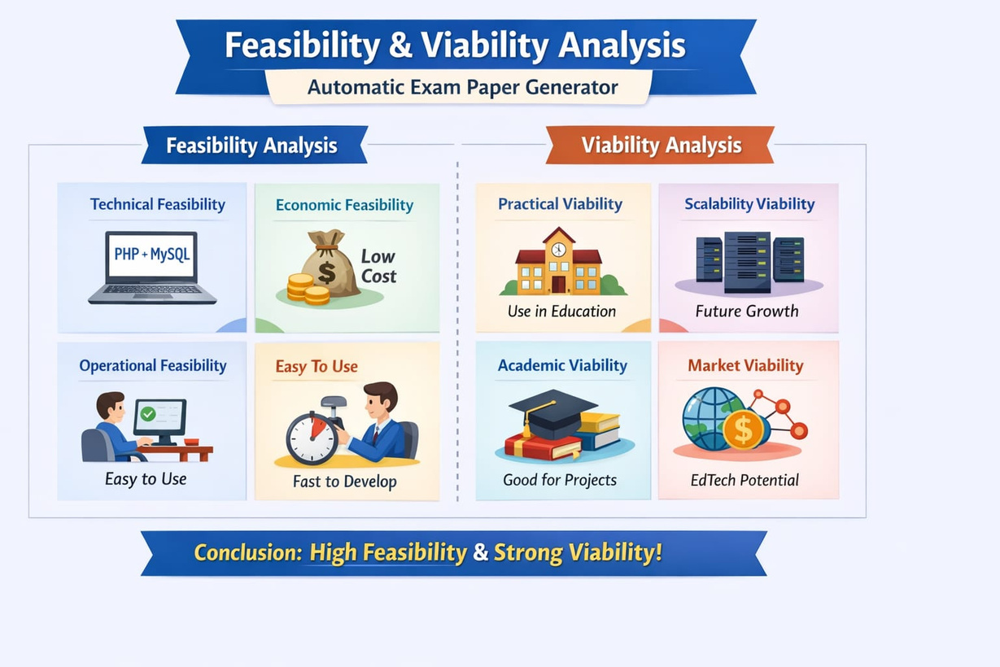 Feasibility & Viability Analysis
Automatic Exam Paper Generator
Feasibility Analysis
Technical Feasibility
PHP + MySQL
Economic Feasibility
$
Low
Cost
Operational Feasibility
Easy to Use
Easy To Use
Fast to Develop
Viability Analysis
Practical Viability
Use in Education
Scalability Viability
Future Growth
Academic Viability
Good for Projects
Market Viability
$
EdTech Potential
Conclusion: High Feasibility & Strong Viability!